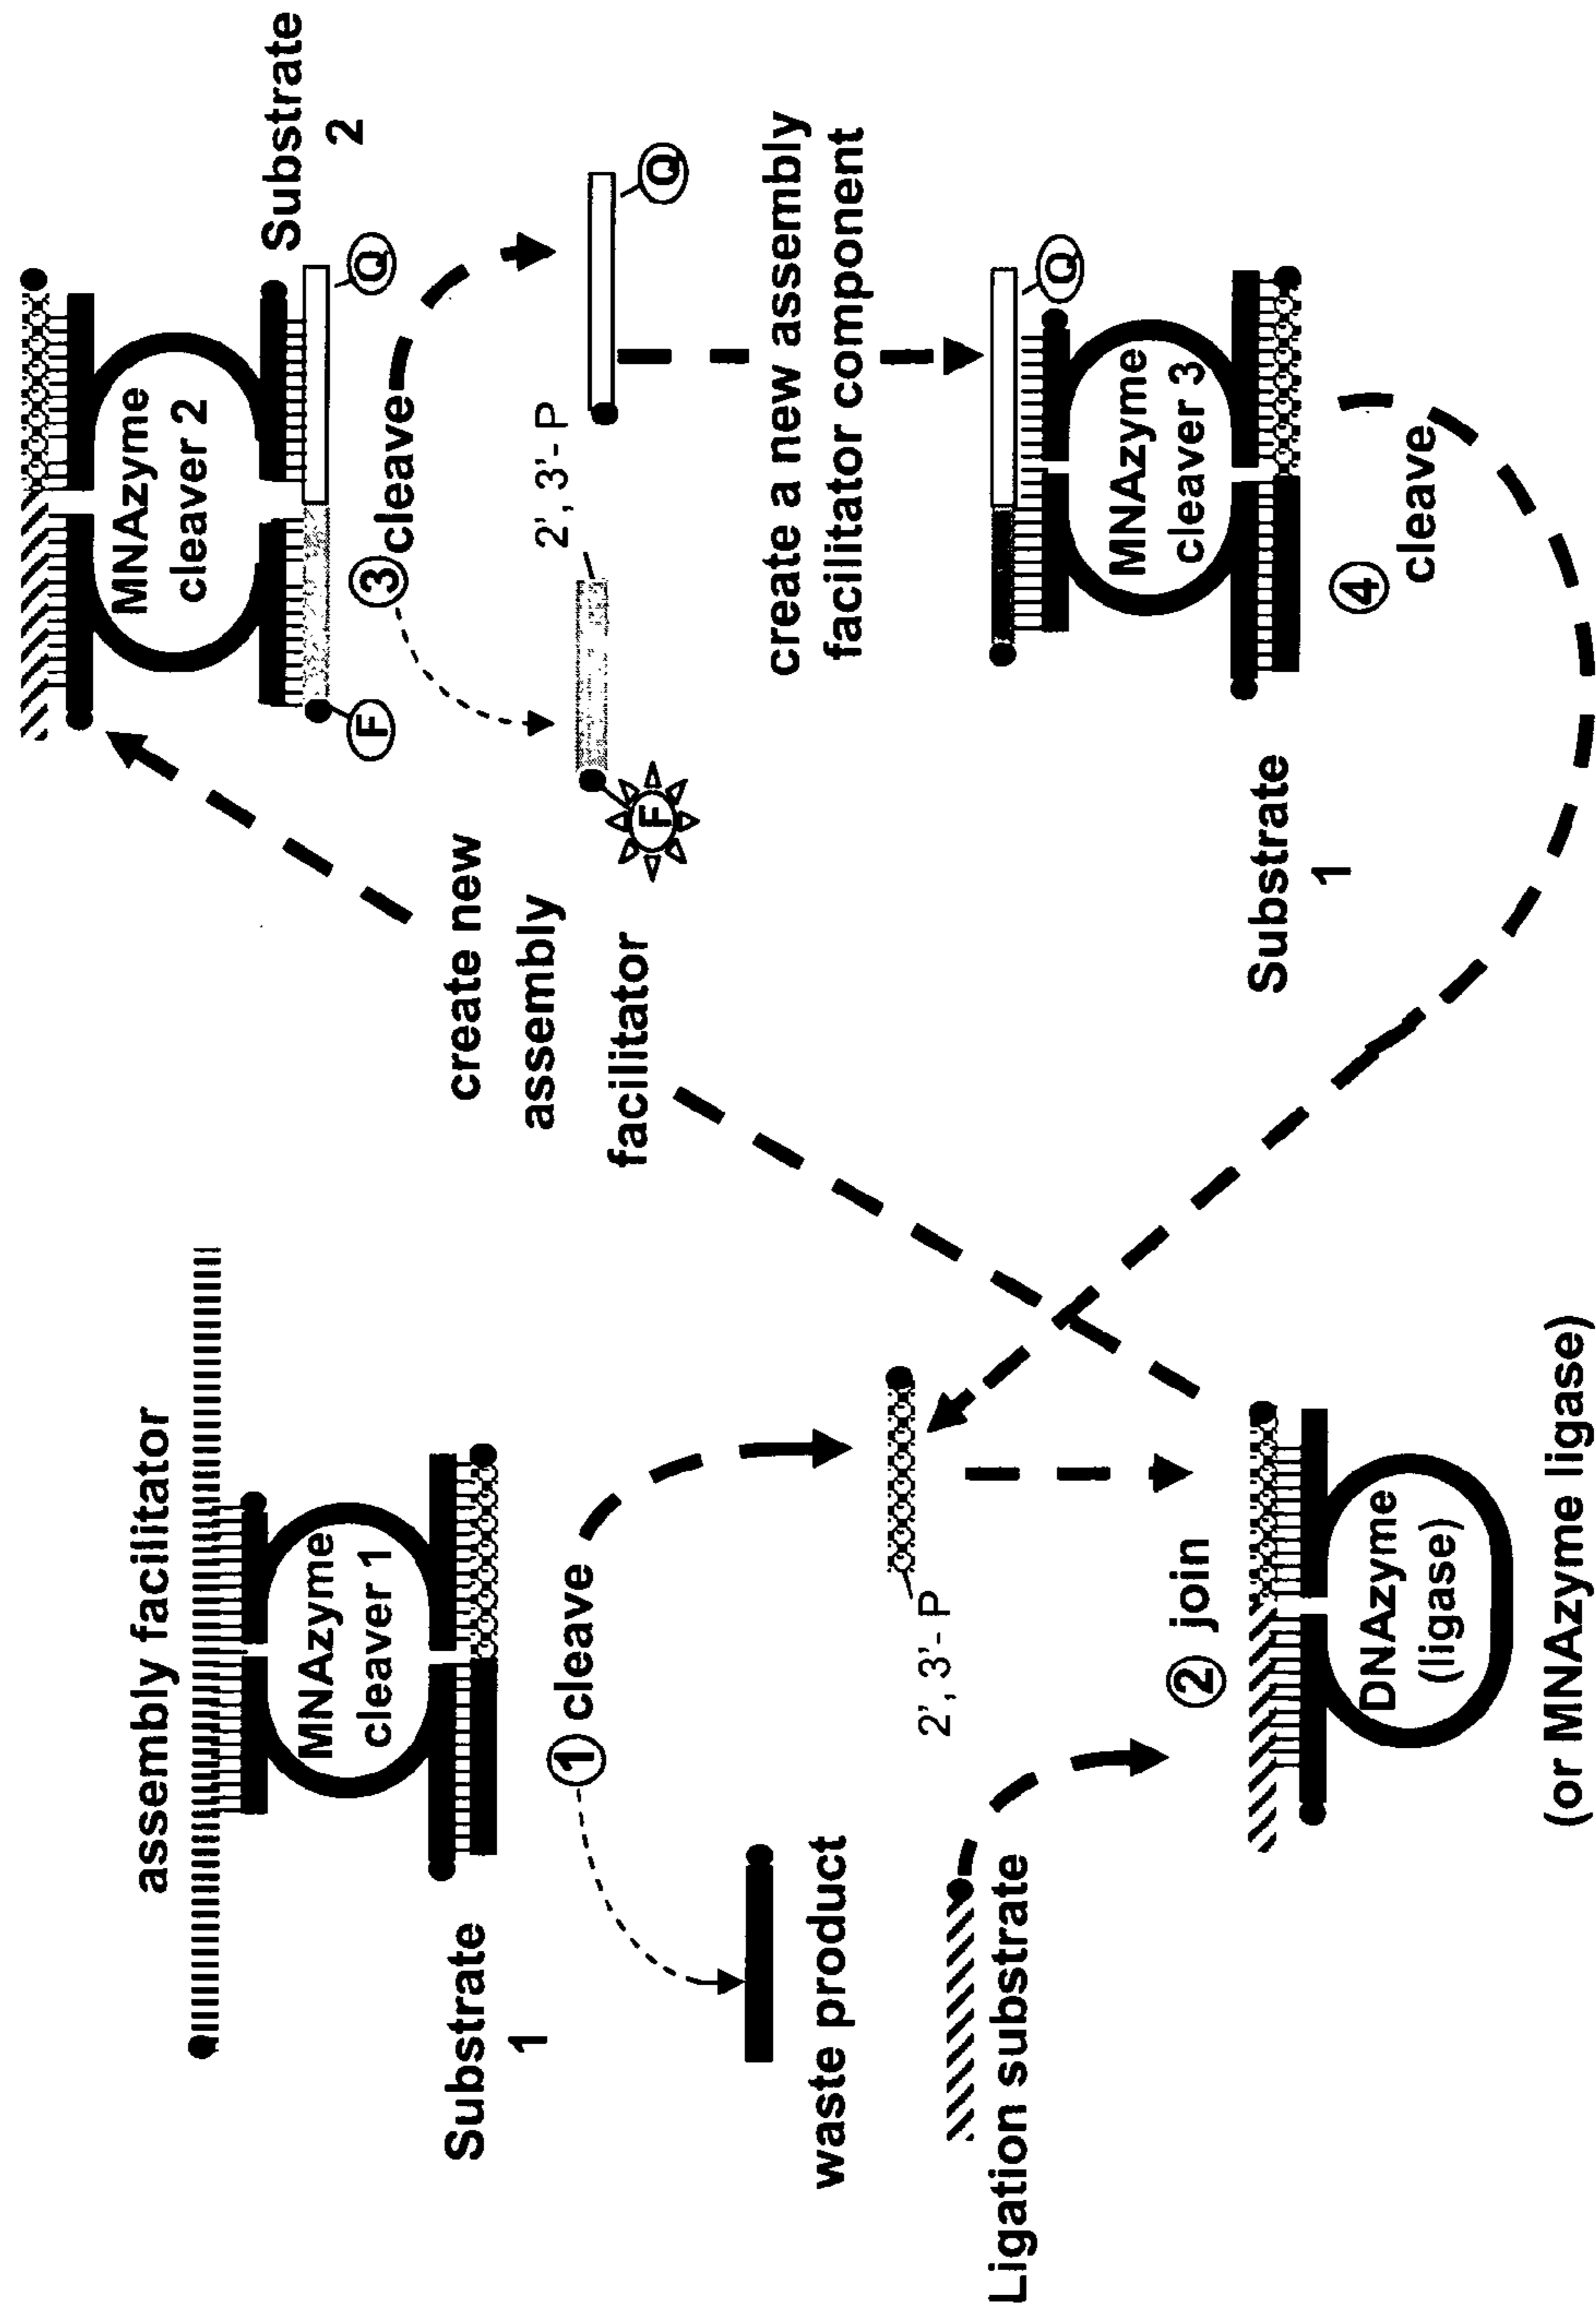 assembly facilitator
MNAzyme
cleaver 1
Substrate
1
① cleave
waste product
2', 3'- P
Ligation substrate
② join
DNAzyme
(ligase)
(or MNAzyme ligase)
create new
assembly
facilitator
MNAzyme
cleaver 2
Substrate
2
F
Q
③ cleave
2', 3'- P
F
Q
create a new assembly
facilitator component
Q
MNAzyme
cleaver 3
Substrate
1
④
cleave